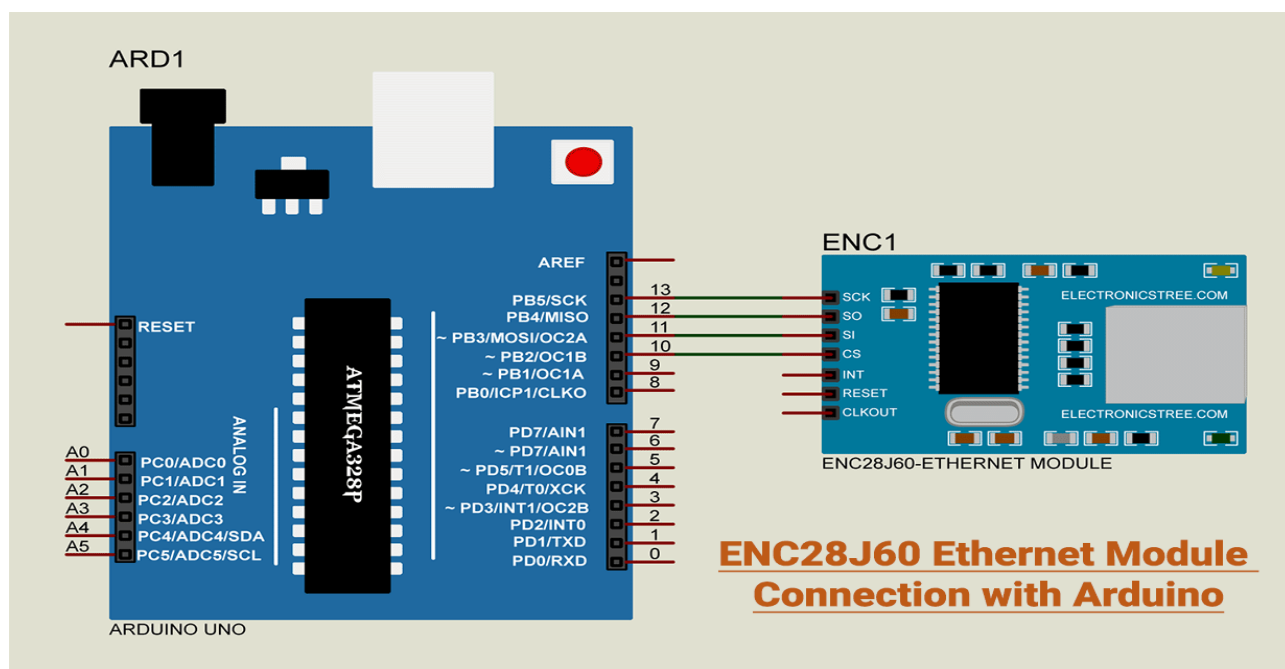 ARD1
RESET
ANALOG IN
A0
PC0/ADC0
A1
PC1/ADC1
A2
PC2/ADC2
A3
PC3/ADC3
A4
PC4/ADC4/SDA
A5
PC5/ADC5/SCL
ATMEGA328P
AREF
PB5/SCK
13
PB4/MISO
12
~ PB3/MOSI/OC2A
11
~ PB2/OC1B
10
~ PB1/OC1A
9
PB0/ICP1/CLKO
8
PD7/AIN1
7
~ PD7/AIN1
6
~ PD5/T1/OC0B
5
PD4/T0/XCK
4
~ PD3/INT1/OC2B
3
PD2/INT0
2
PD1/TXD
1
PD0/RXD
0
ARDUINO UNO
ENC1
SCK
SO
SI
CS
INT
RESET
CLKOUT
ELECTRONICSTREE.COM
ELECTRONICSTREE.COM
ENC28J60-ETHERNET MODULE
ENC28J60 Ethernet Module
Connection with Arduino